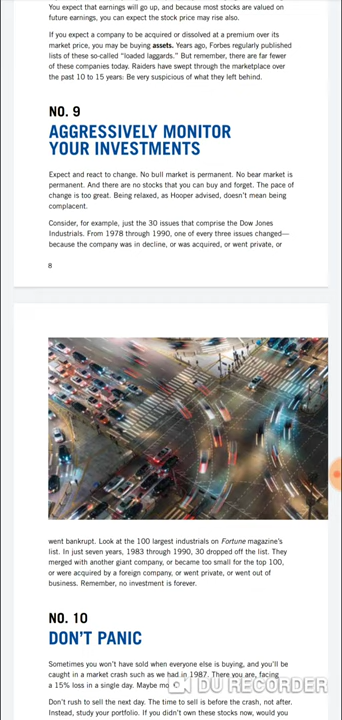 You expect that earnings will go up, and because most stocks are valued on
future earnings, you can expect the stock price may rise also.
If you expect a company to be acquired or dissolved at a premium over its
market price, you may be buying assets. Years ago, Forbes regularly published
lists of these so-called “loaded laggards.” But remember, there are far fewer
of these companies today. Raiders have swept through the marketplace over
the past 10 to 15 years: Be very suspicious of what they left behind.
NO. 9
AGGRESSIVELY MONITOR
YOUR INVESTMENTS
Expect and react to change. No bull market is permanent. No bear market is
permanent. And there are no stocks that you can buy and forget. The pace of
change is too great. Being relaxed, as Hooper advised, doesn’t mean being
complacent.
Consider, for example, just the 30 issues that comprise the Dow Jones
Industrials. From 1978 through 1990, one of every three issues changed—
because the company was in decline, or was acquired, or went private, or
8
went bankrupt. Look at the 100 largest industrials on Fortune magazine’s
list. In just seven years, 1983 through 1990, 30 dropped off the list. They
merged with another giant company, or became too small for the top 100,
or were acquired by a foreign company, or went private, or went out of
business. Remember, no investment is forever.
NO. 10
DON’T PANIC
Sometimes you won’t have sold when everyone else is buying, and you’ll be
caught in a market crash such as we had in 1987. There you are, facing
a 15% loss in a single day. Maybe mo
DU RECORDER
Don’t rush to sell the next day. The time to sell is before the crash, not after.
Instead, study your portfolio. If you didn’t own these stocks now, would you